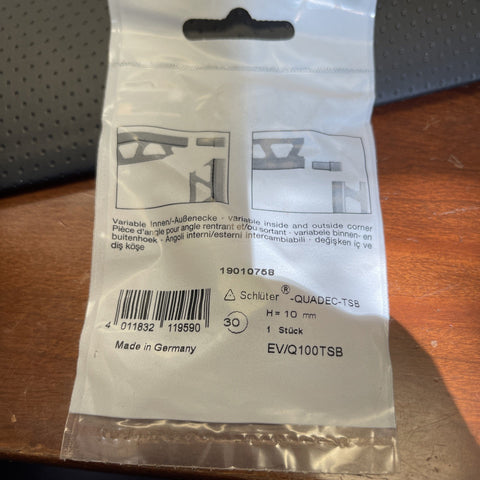 Variable Innen/-Außenecke · variable inside and outside corner
Pièce d'angle pour angle rentrant et/ou sortant · variabele binnen- en
buitenhoek · Angoli interni/esterni intercambiabili · değişken iç ve
dış köşe
19010758
Schlüter®-QUADEC-TSB
H = 10 mm
1 Stück
EV/Q100TSB
30
4 011832 119590
Made in Germany